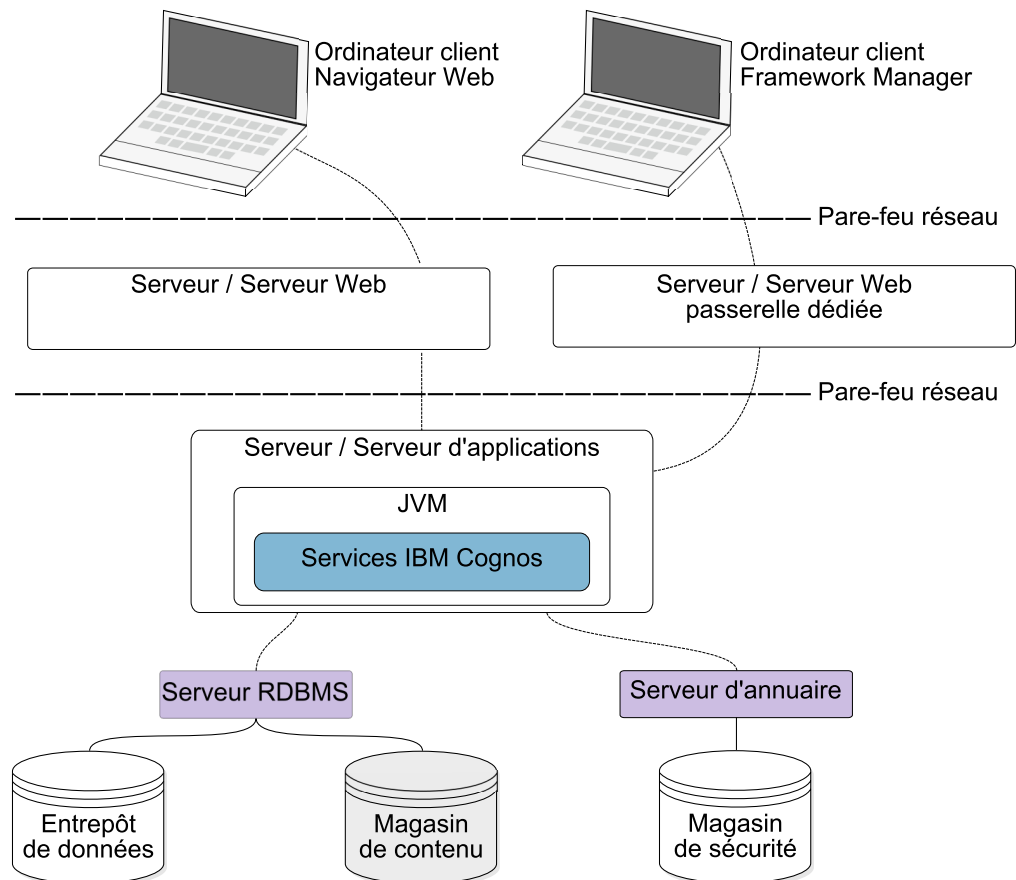 Ordinateur client
Navigateur Web
Ordinateur client
Framework Manager
Pare-feu réseau
Serveur / Serveur Web
Serveur / Serveur Web
passerelle dédiée
Pare-feu réseau
Serveur / Serveur d'applications
JVM
Services IBM Cognos
Serveur RDBMS
Serveur d'annuaire
Entrepôt
de données
Magasin
de contenu
Magasin
de sécurité